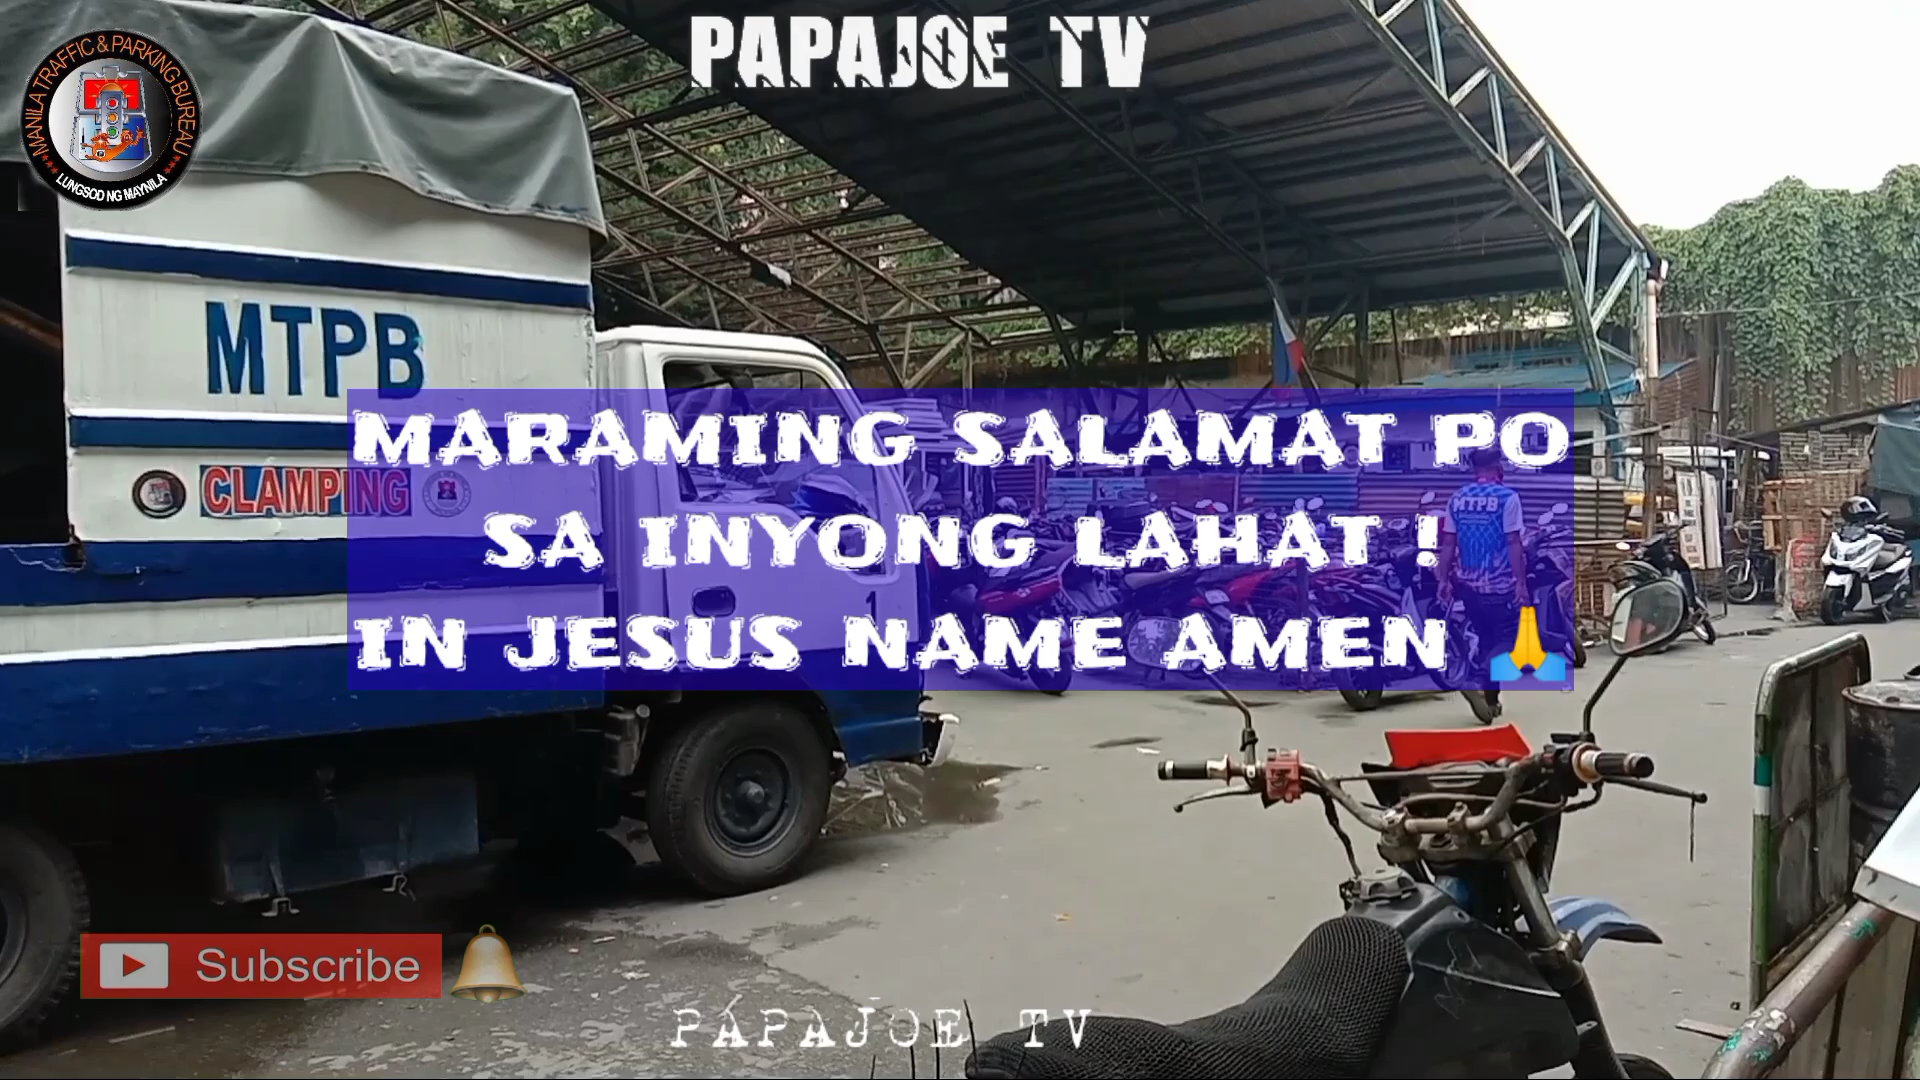 PAPAJOE TV
MANILA TRAFFIC & PARKING BUREAU
LUNGSOD NG MAYNILA
MTPB
CLAMPING
MARAMING SALAMAT PO
SA INYONG LAHAT !
IN JESUS NAME AMEN 🙏
MTPB
1
Subscribe
PAPAJOE TV